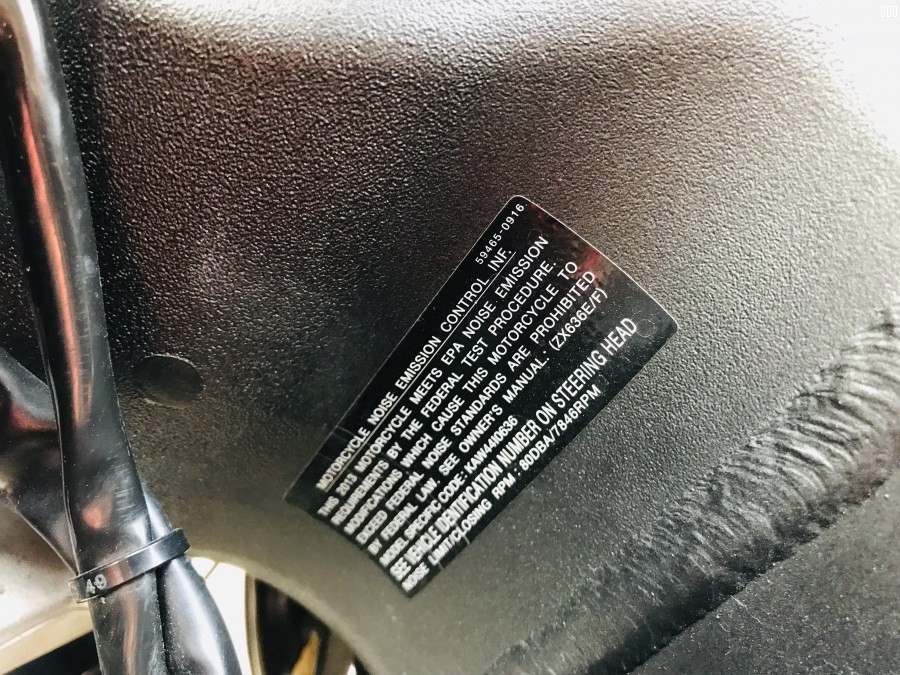 59465-0916
MOTORCYCLE NOISE EMISSION CONTROL INF.
THIS 2013 MOTORCYCLE MEETS EPA NOISE EMISSION
REQUIREMENTS BY THE FEDERAL TEST PROCEDURE.
MODIFICATIONS WHICH CAUSE THIS MOTORCYCLE TO
EXCEED FEDERAL NOISE STANDARDS ARE PROHIBITED
BY FEDERAL LAW. SEE OWNER'S MANUAL: (ZX636E/F)
MODEL SPECIFIC CODE: KAW4410636
SEE VEHICLE IDENTIFICATION NUMBER ON STEERING HEAD
NOISE LIMIT/CLOSING RPM : 80DBA/7846RPM
49